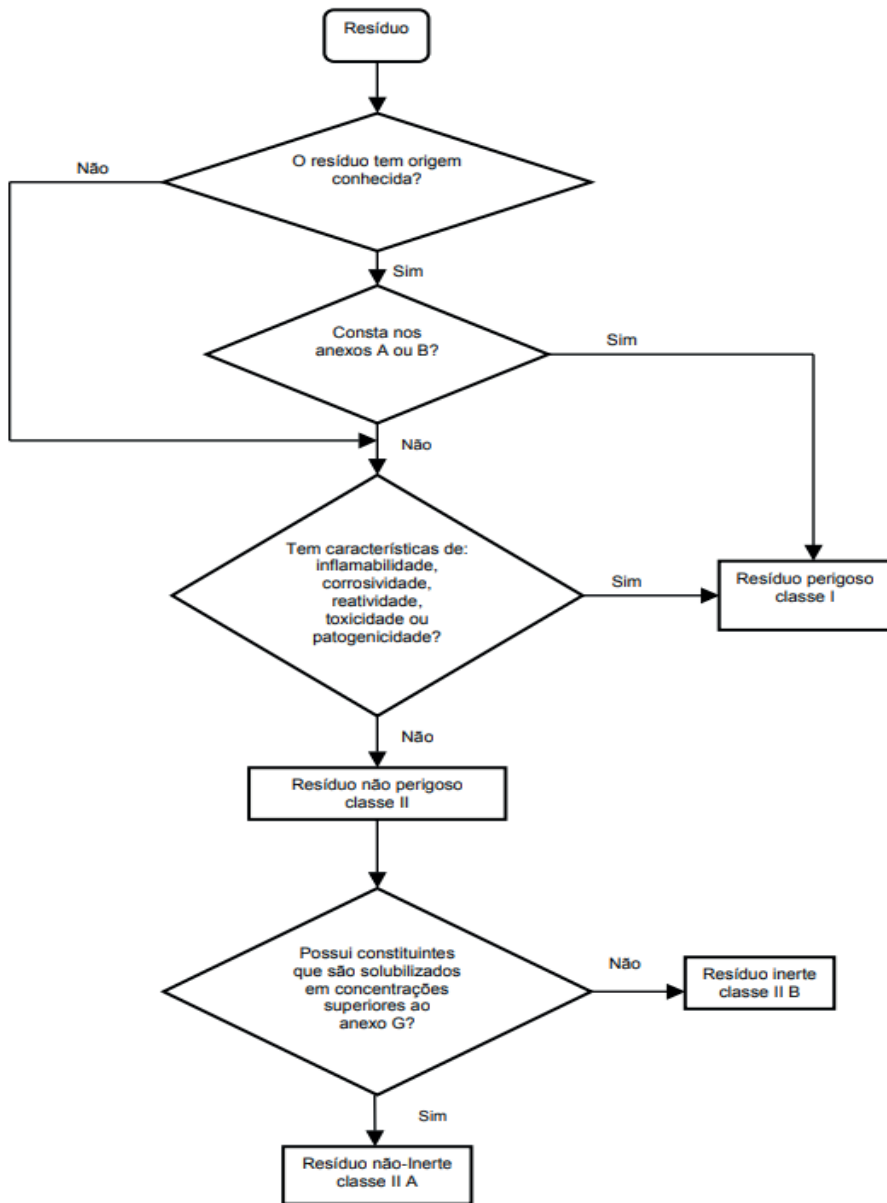 Resíduo
O resíduo tem origem
conhecida?
Não
Sim
Consta nos
anexos A ou B?
Sim
Não
Tem características de:
inflamabilidade,
corrosividade,
reatividade,
toxicidade ou
patogenicidade?
Sim
Resíduo perigoso
classe I
Não
Resíduo não perigoso
classe II
Possui constituintes
que são solubilizados
em concentrações
superiores ao
anexo G?
Não
Resíduo inerte
classe II B
Sim
Resíduo não-Inerte
classe II A